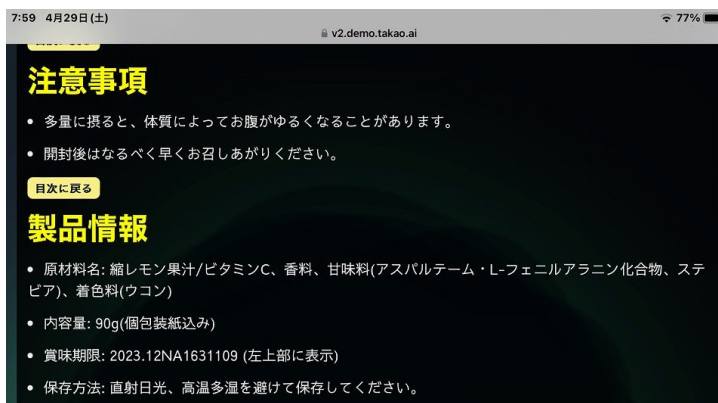 7:59 4月29日(土)
77%
v2.demo.takao.ai
目次に戻る
注意事項
• 多量に摂ると、体質によってお腹がゆるくなることがあります。
• 開封後はなるべく早くお召しあがりください。
目次に戻る
製品情報
• 原材料名: 縮レモン果汁/ビタミンC、香料、甘味料(アスパルテーム・L-フェニルアラニン化合物、ステ
ビア)、着色料(ウコン)
• 内容量: 90g(個包装紙込み)
• 賞味期限: 2023.12NA1631109 (左上部に表示)
• 保存方法: 直射日光、高温多湿を避けて保存してください。